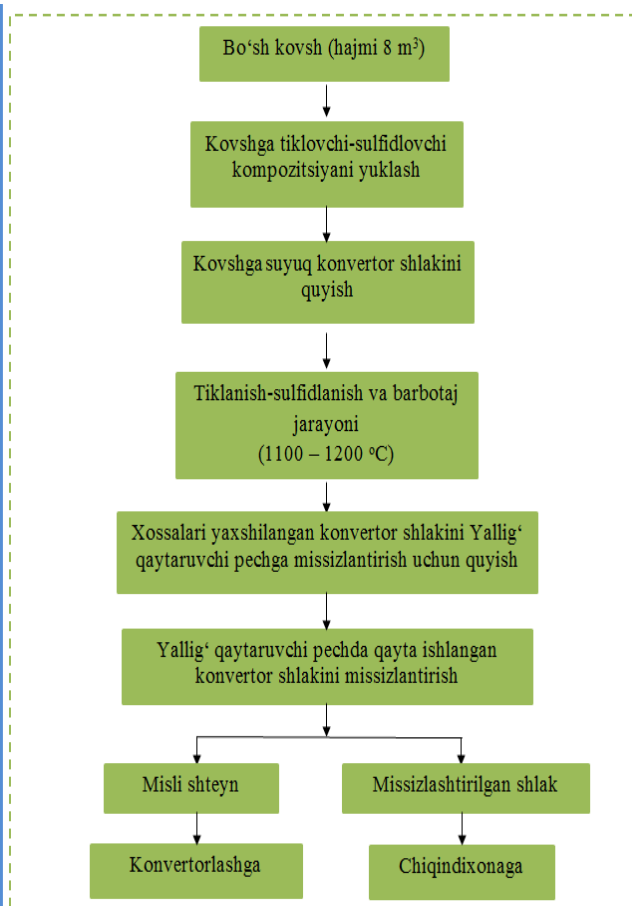 Bo‘sh kovsh (hajmi 8 m³)
Kovshga tiklovchi-sulfidlovchi
kompozitsiyani yuklash
Kovshga suyuq konvertor shlakini
quyish
Tiklanish-sulfidlanish va barbotaj
jarayoni
(1100 – 1200 ºC)
Xossalari yaxshilangan konvertor shlakini Yallig‘
qaytaruvchi pechga missizlantirish uchun quyish
Yallig‘ qaytaruvchi pechda qayta ishlangan
konvertor shlakini missizlantirish
Misli shteyn
Missizlashtirilgan shlak
Konvertorlashga
Chiqindixonaga